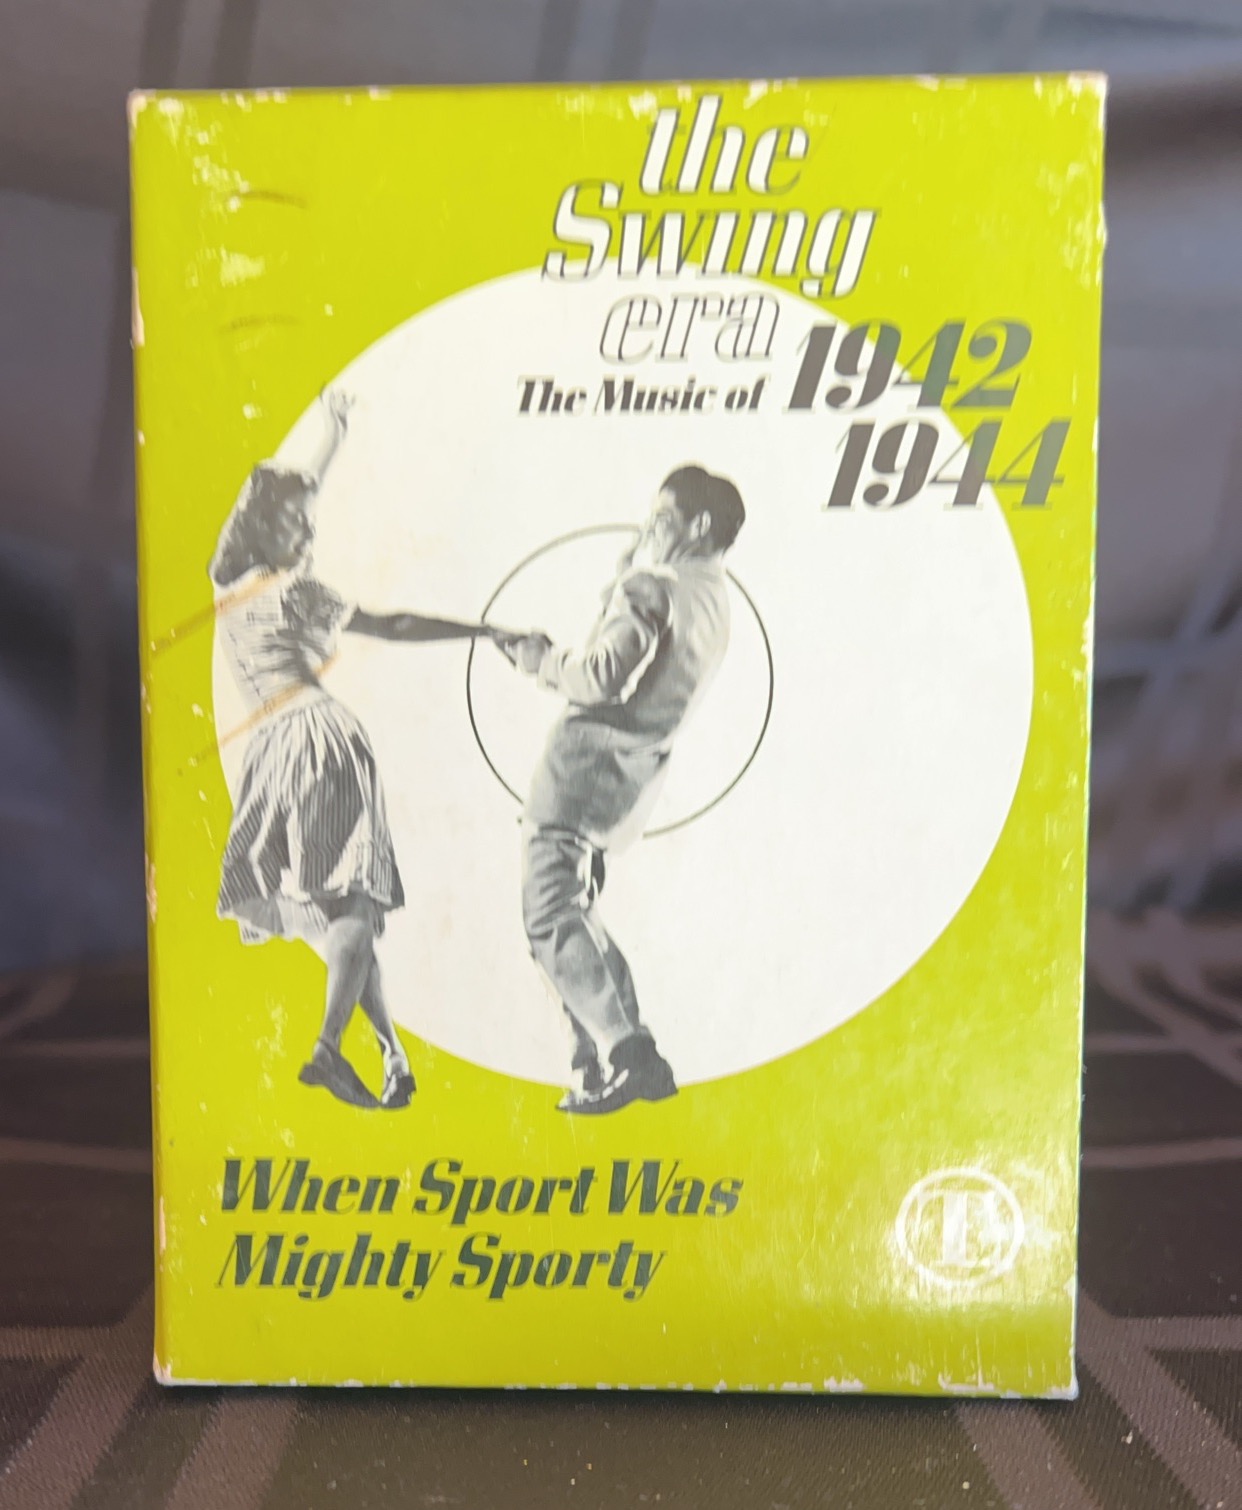 the
Swing
era
The Music of 1942
1944
When Sport Was
Mighty Sporty